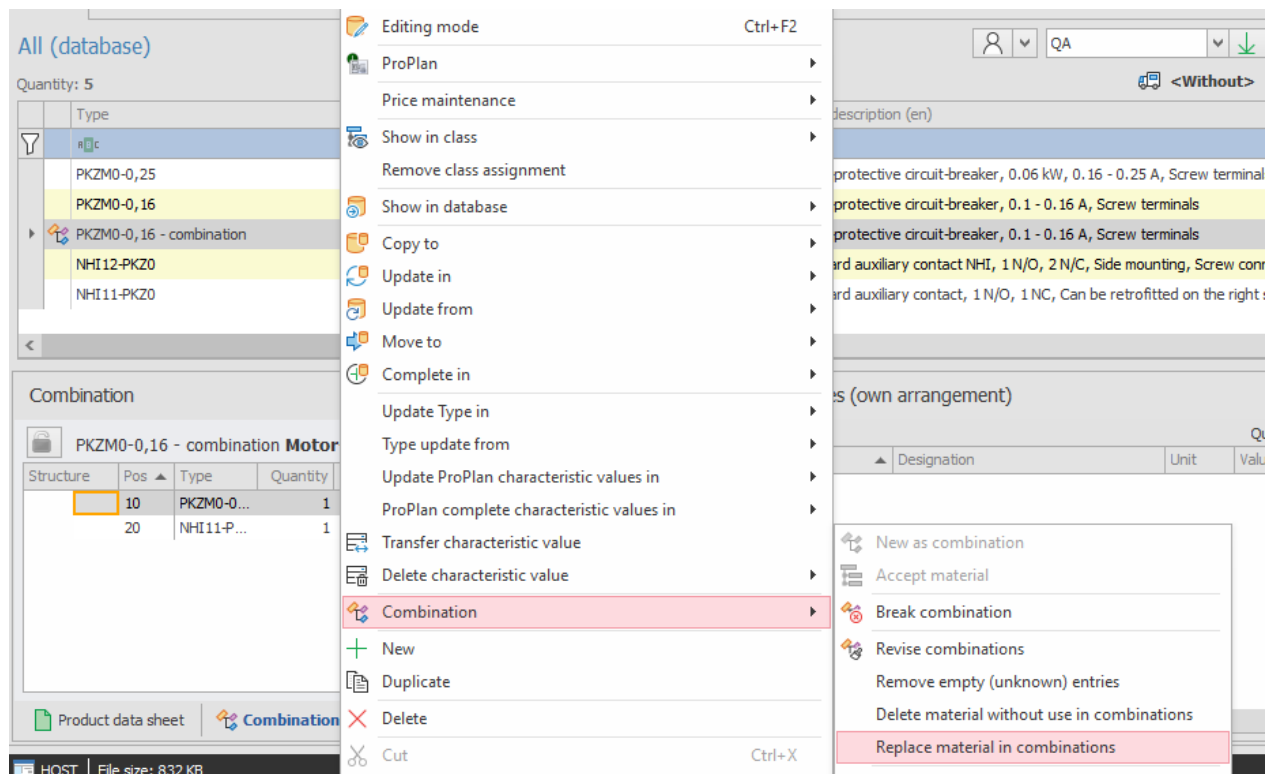 All (database)
QA
Quantity: 5
<Without>
Type
description (en)
PKZM0-0,25
protective circuit-breaker, 0.06 kW, 0.16 - 0.25 A, Screw terminal
PKZM0-0,16
protective circuit-breaker, 0.1 - 0.16 A, Screw terminals
PKZM0-0,16 - combination
protective circuit-breaker, 0.1 - 0.16 A, Screw terminals
NHI12-PKZ0
ard auxiliary contact NHI, 1 N/O, 2 N/C, Side mounting, Screw conn
NHI11-PKZ0
ard auxiliary contact, 1 N/O, 1 NC, Can be retrofitted on the right s
Combination
PKZM0-0,16 - combination Motor
Structure Pos Type Quantity
10 PKZM0-0... 1
20 NHI11-P... 1
Product data sheet
Combination
HOST File size: 832 KB
Editing mode Ctrl+F2
ProPlan
Price maintenance
Show in class
Remove class assignment
Show in database
Copy to
Update in
Update from
Move to
Complete in
Update Type in
Type update from
Update ProPlan characteristic values in
ProPlan complete characteristic values in
Transfer characteristic value
Delete characteristic value
Combination
New
Duplicate
Delete
Cut Ctrl+X
es (own arrangement)
Qu
Designation Unit Valu
New as combination
Accept material
Break combination
Revise combinations
Remove empty (unknown) entries
Delete material without use in combinations
Replace material in combinations